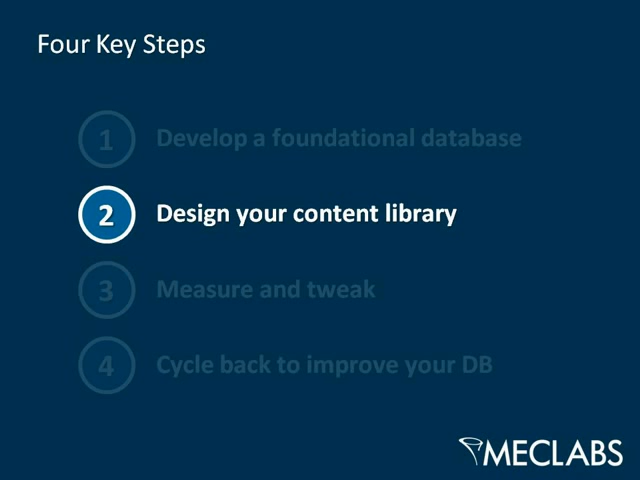 Four Key Steps
1 Develop a foundational database
2 Design your content library
3 Measure and tweak
4 Cycle back to improve your DB
MECLABS